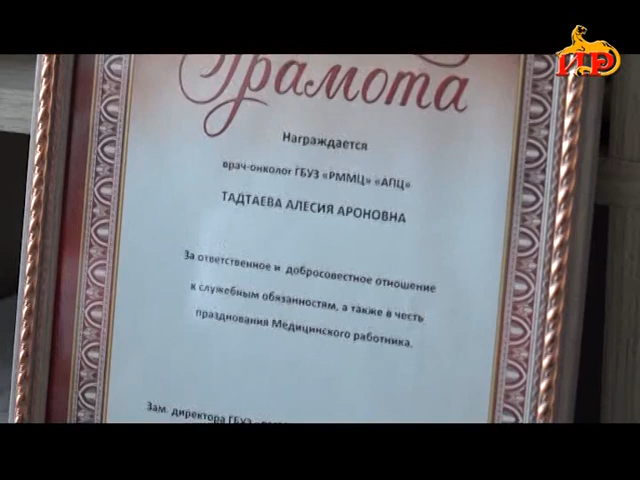 ИР
Грамота
Награждается
врач-онколог ГБУЗ «РММЦ» «АПЦ»
ТАДТАЕВА АЛЕСИЯ АРОНОВНА
За ответственное и добросовестное отношение
к служебным обязанностям, а также в честь
празднования Медицинского работника.
Зам. директора ГБУЗ